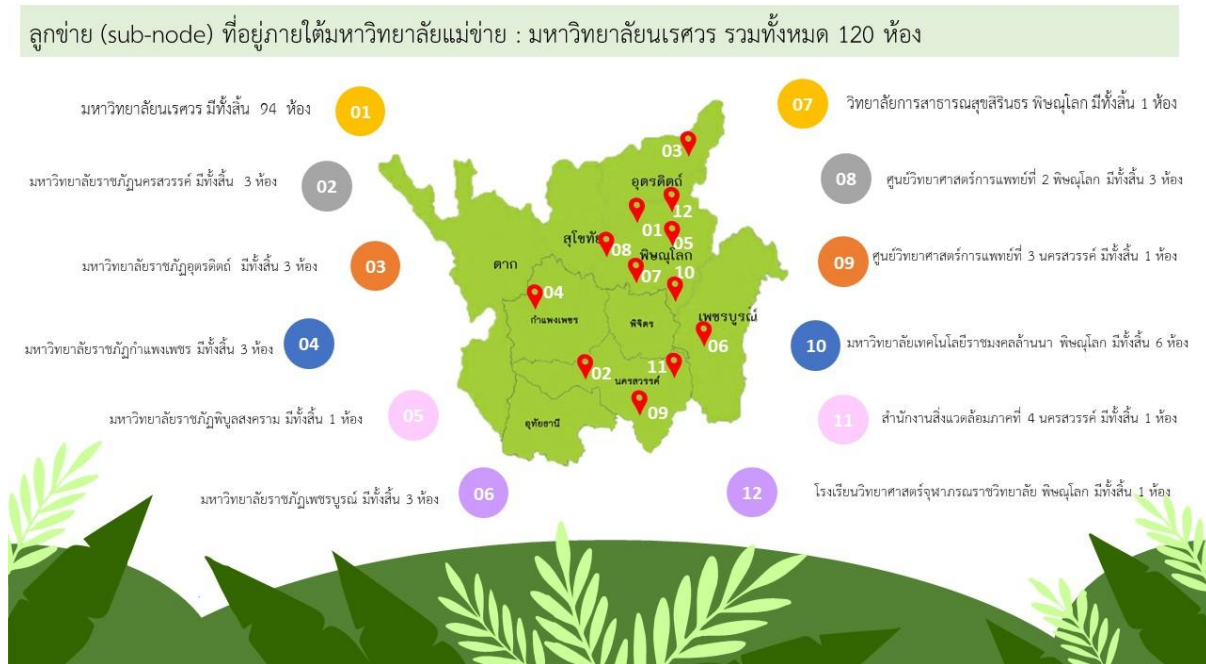 ลูกข่าย (sub-node) ที่อยู่ภายใต้มหาวิทยาลัยแม่ข่าย : มหาวิทยาลัยนเรศวร รวมทั้งหมด 120 ห้อง
มหาวิทยาลัยนเรศวร มีทั้งสิ้น 94 ห้อง
01
มหาวิทยาลัยราชภัฏนครสวรรค์ มีทั้งสิ้น 3 ห้อง
02
มหาวิทยาลัยราชภัฏอุตรดิตถ์ มีทั้งสิ้น 3 ห้อง
03
มหาวิทยาลัยราชภัฏกำแพงเพชร มีทั้งสิ้น 3 ห้อง
04
มหาวิทยาลัยราชภัฏพิบูลสงคราม มีทั้งสิ้น 1 ห้อง
05
มหาวิทยาลัยราชภัฏเพชรบูรณ์ มีทั้งสิ้น 3 ห้อง
06
03
อุตรดิตถ์
12
01
สุโขทัย
08
05
พิษณุโลก
ตาก
07
10
04
กำแพงเพชร
พิจิตร
เพชรบูรณ์
06
02
11
นครสวรรค์
09
อุทัยธานี
07
วิทยาลัยการสาธารณสุขสิรินธร พิษณุโลก มีทั้งสิ้น 1 ห้อง
08
ศูนย์วิทยาศาสตร์การแพทย์ที่ 2 พิษณุโลก มีทั้งสิ้น 3 ห้อง
09
ศูนย์วิทยาศาสตร์การแพทย์ที่ 3 นครสวรรค์ มีทั้งสิ้น 1 ห้อง
10
มหาวิทยาลัยเทคโนโลยีราชมงคลล้านนา พิษณุโลก มีทั้งสิ้น 6 ห้อง
11
สำนักงานสิ่งแวดล้อมภาคที่ 4 นครสวรรค์ มีทั้งสิ้น 1 ห้อง
12
โรงเรียนวิทยาศาสตร์จุฬาภรณราชวิทยาลัย พิษณุโลก มีทั้งสิ้น 1 ห้อง